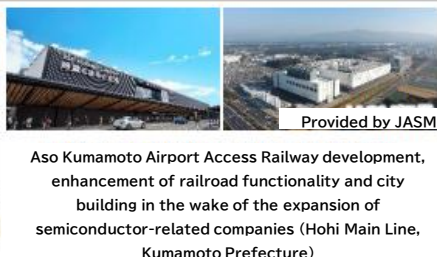 Provided by JASM
Aso Kumamoto Airport Access Railway development,
enhancement of railroad functionality and city
building in the wake of the expansion of
semiconductor-related companies (Hohi Main Line,
Kumamoto Prefecture)